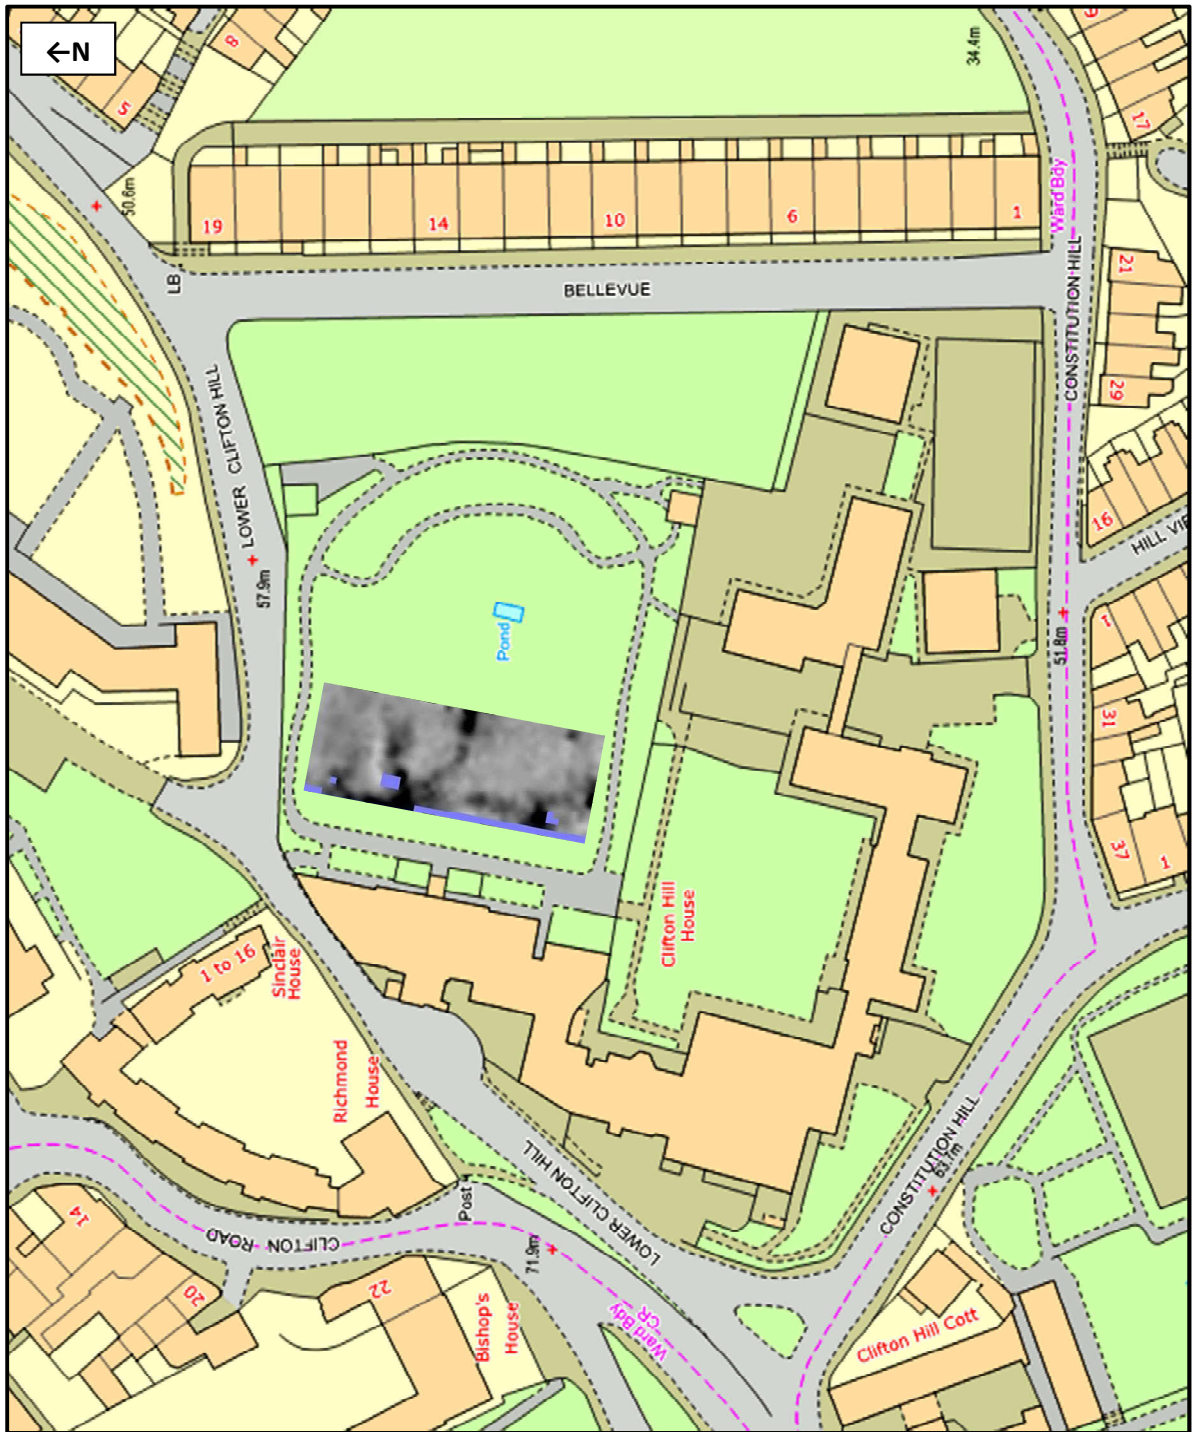 ←N
8
5
9
17
34.4m
50.6m
19
14
10
6
1
Ward Bdy
LB
BELLEVUE
CONSTITUTION HILL
21
29
16
HILL VIE
LOWER CLIFTON HILL
57.9m
Pond
1
51.8m
31
37
1
Clifton Hill
House
1 to 16
Sinclair
House
Richmond
House
14
CLIFTON ROAD
Post
LOWER CLIFTON HILL
CONSTITUTION HILL
63.7m
71.9m
20
22
Bishop's
House
Ward Bdy
CR
Clifton Hill Cott